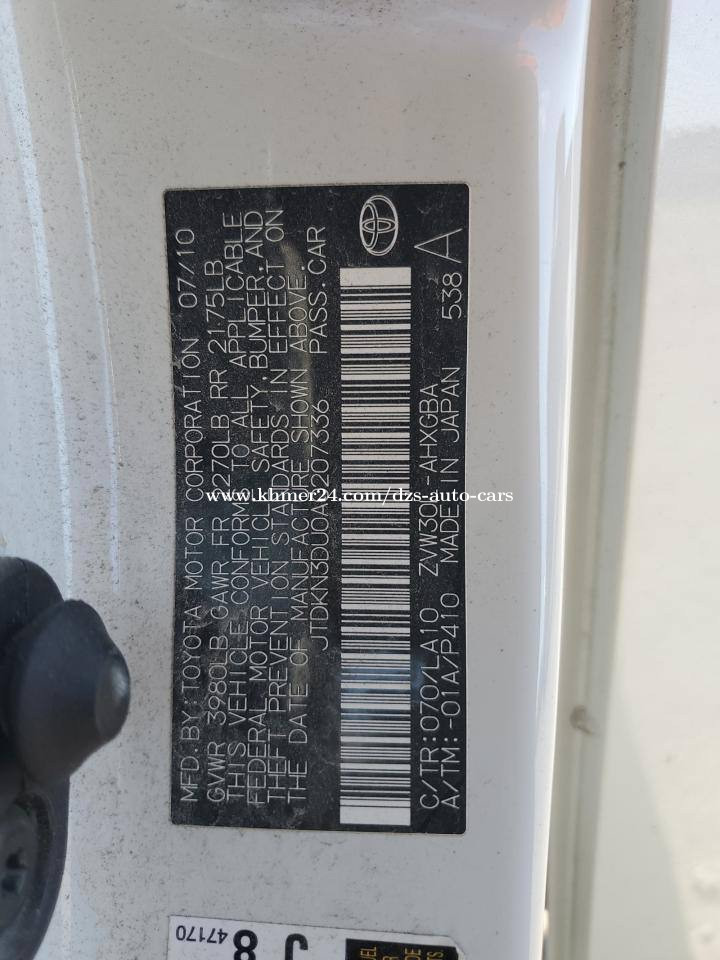 MFD. BY: TOYOTA MOTOR CORPORATION 07/10
GVWR 3980LB GAWR FR 2270LB RR 2175LB
THIS VEHICLE CONFORMS TO ALL APPLICABLE
FEDERAL MOTOR VEHICLE SAFETY, BUMPER, AND
THEFT PREVENTION STANDARDS IN EFFECT ON
THE DATE OF MANUFACTURE SHOWN ABOVE.
PASS. CAR
C/TR: 070/LA10 ZVW30L-AHXGBA
A/TM: -01A/P410 MADE IN JAPAN 538 A
www.khmer24.com/dzs-auto-cars
47170
J 8